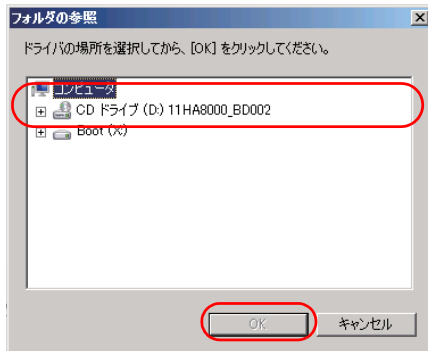 フォルダの参照
ドライバの場所を選択してから、[OK] をクリックしてください。
コンピュータ
CD ドライブ (D:) 11HA8000_BD002
Boot (X:)
OK
キャンセル